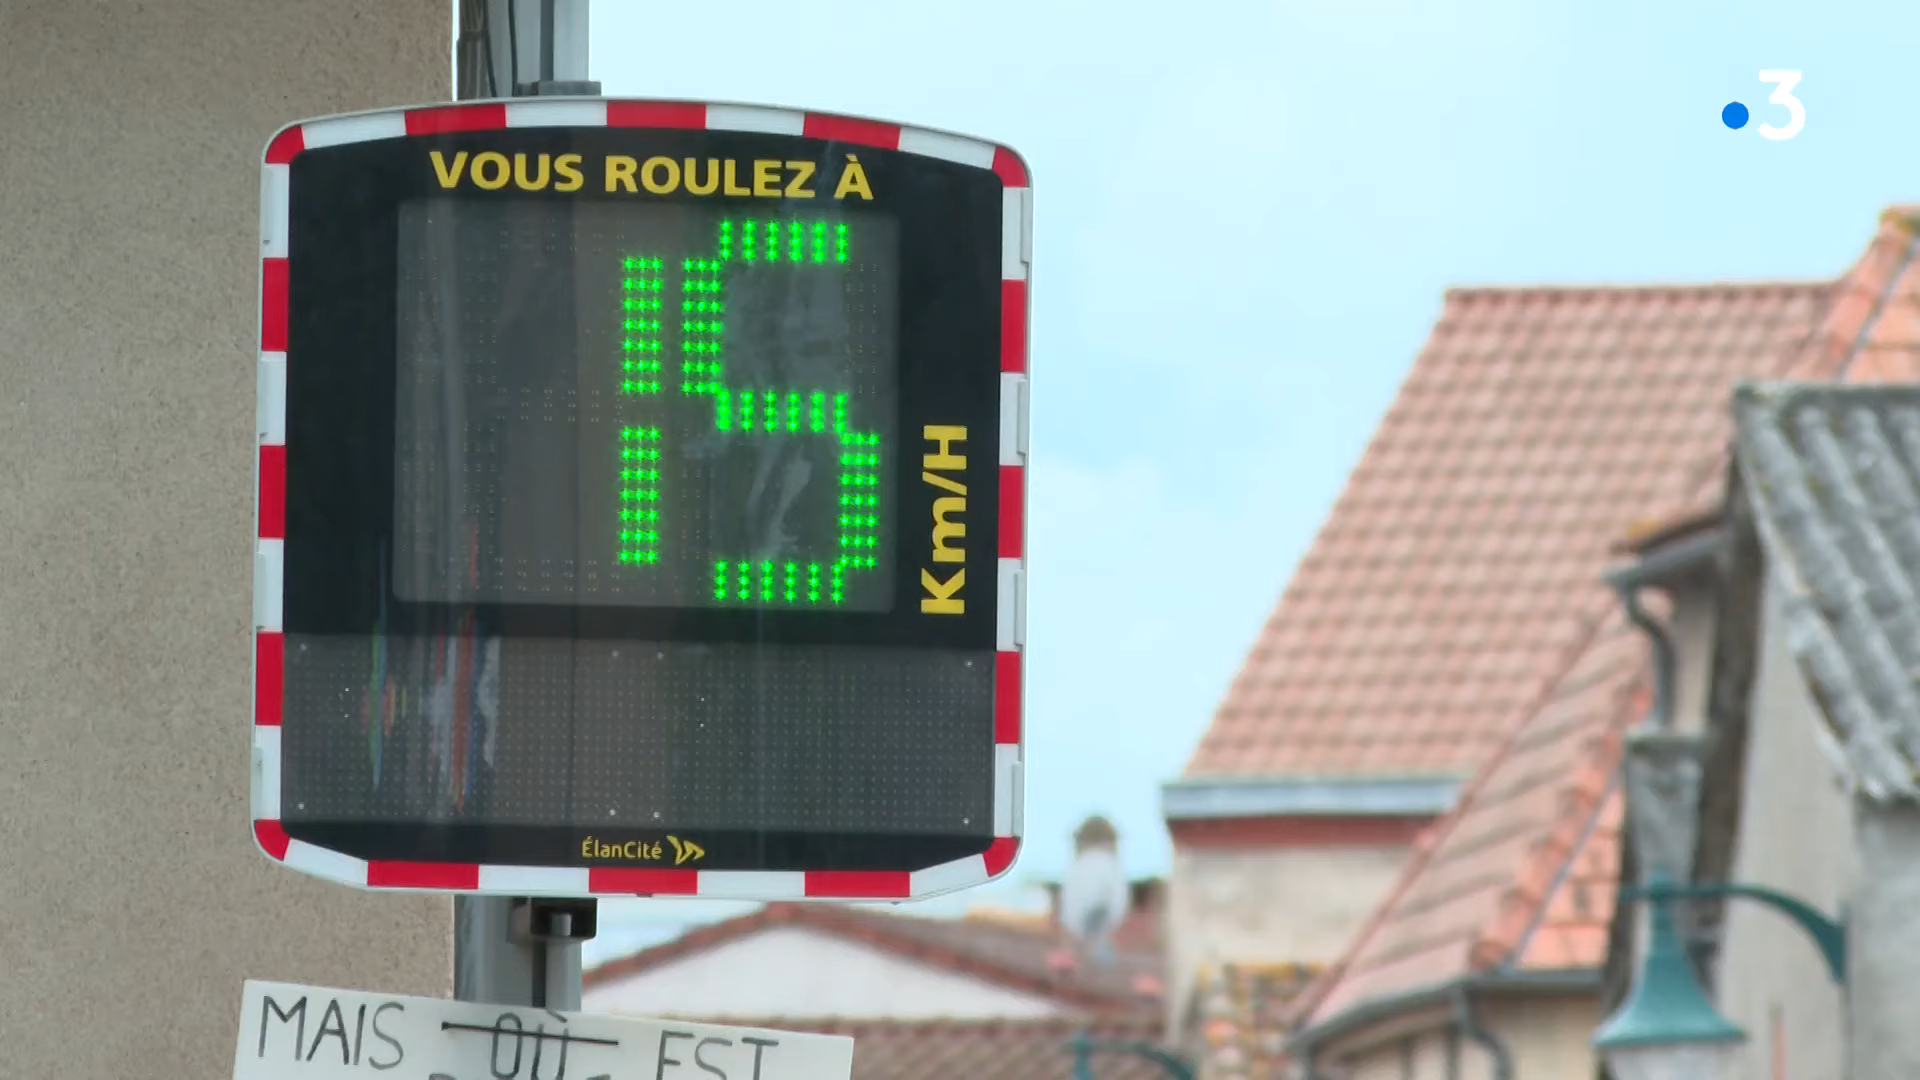 3
VOUS ROULEZ À
15
Km/H
ÉlanCité
MAIS OÙ EST